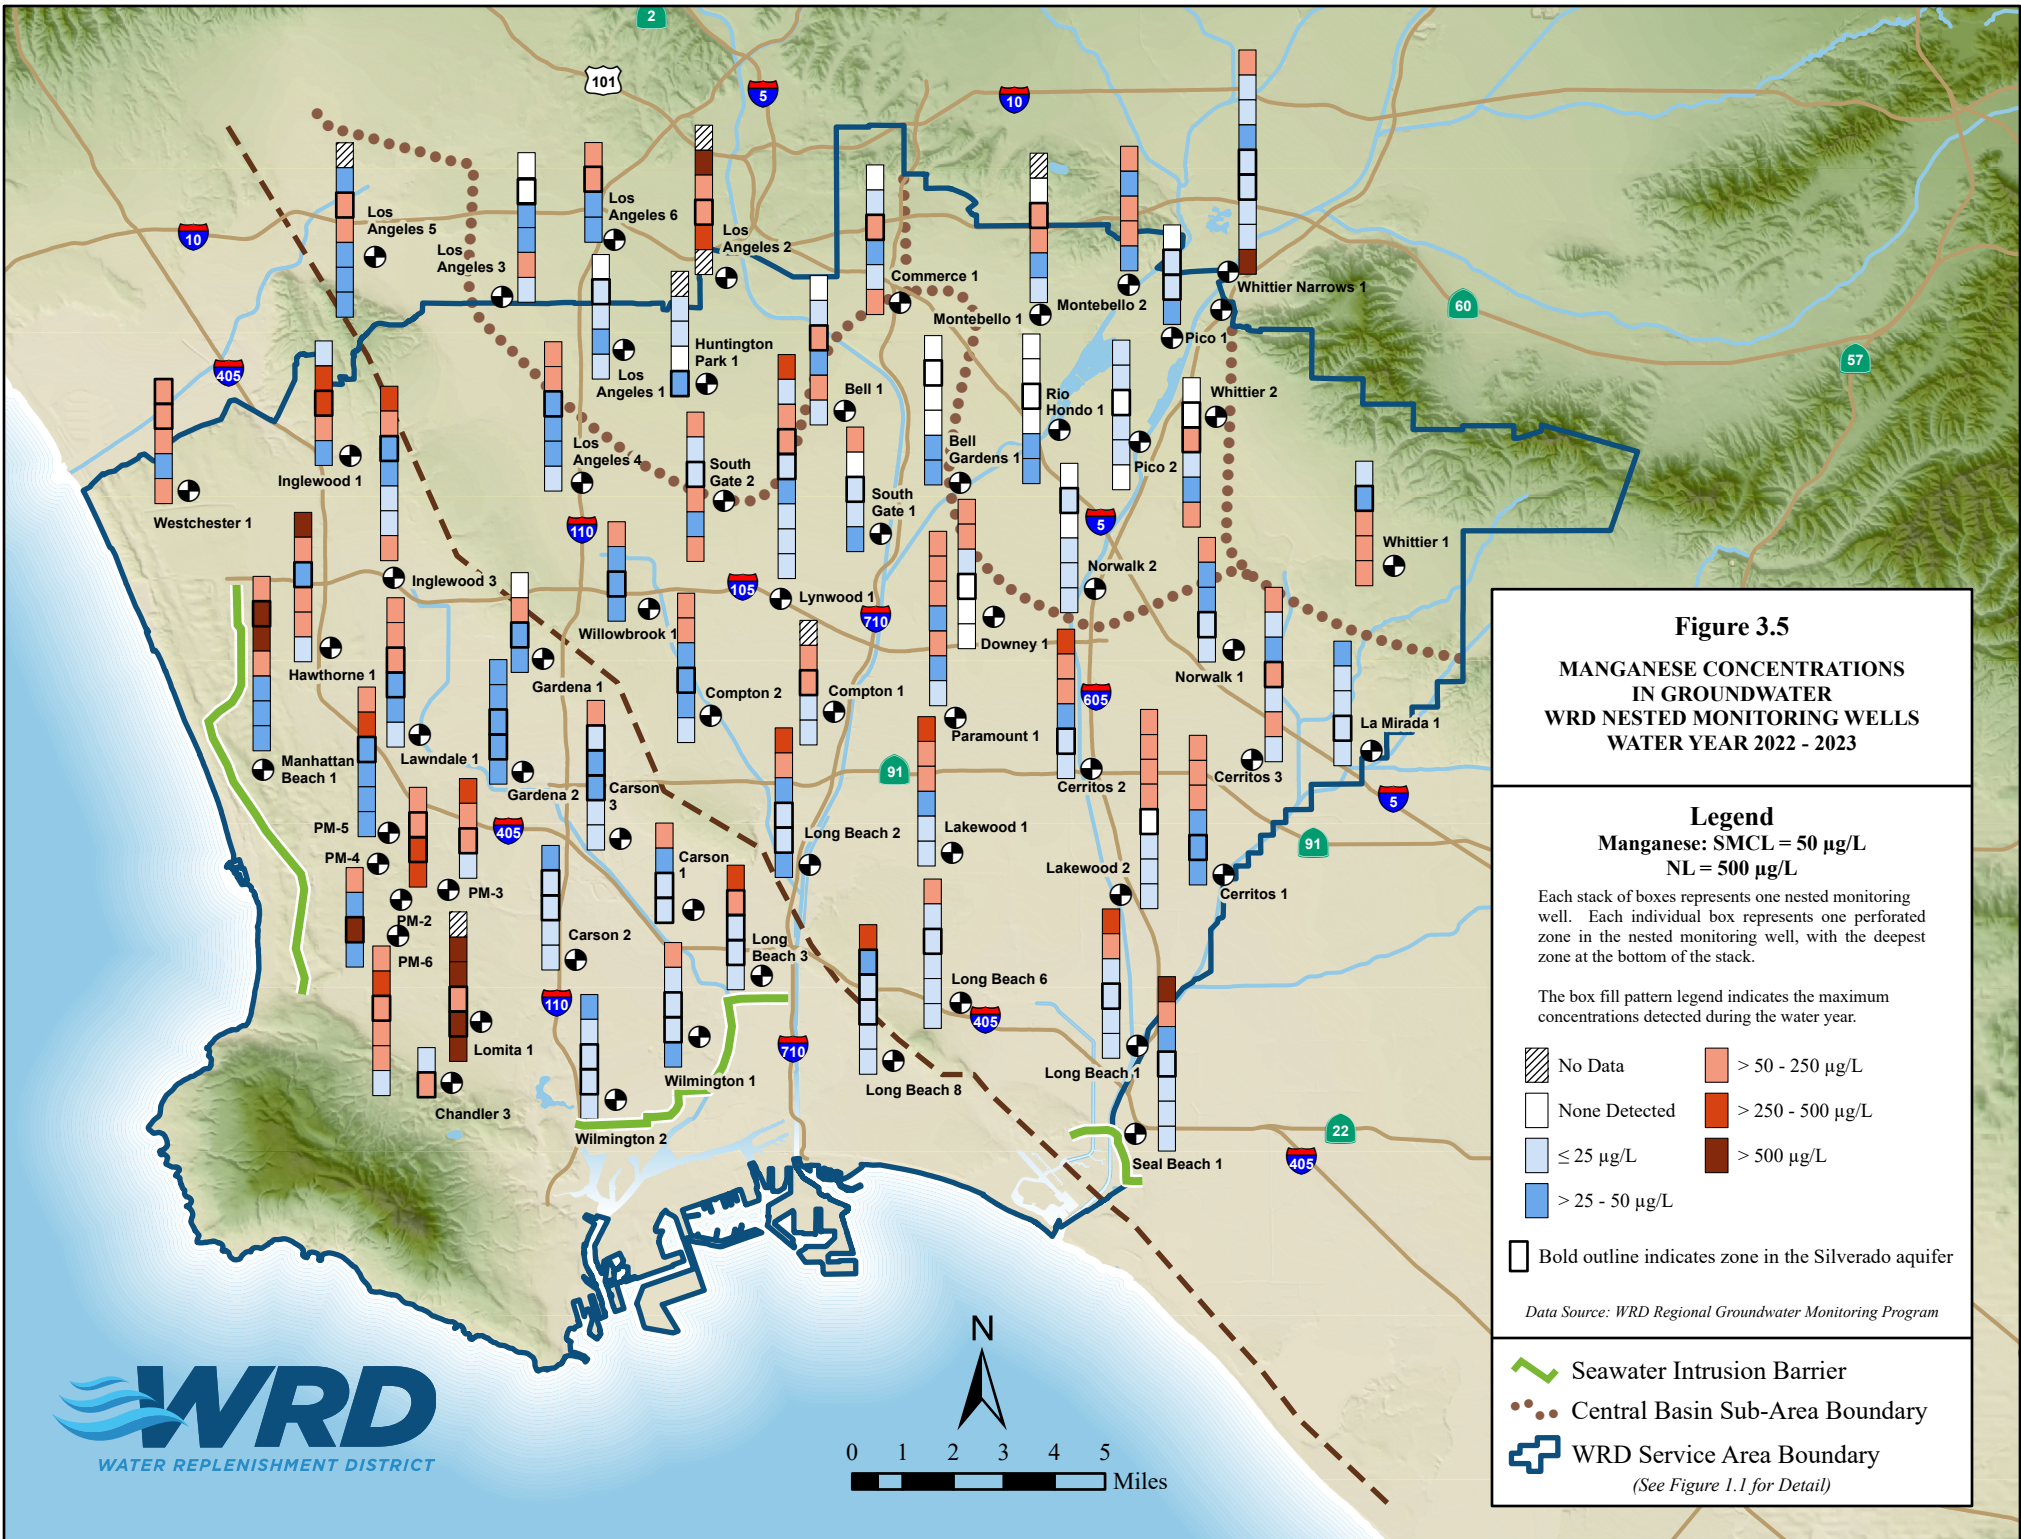 2
101
5
10
Los
Angeles 5
Los
Angeles 6
Los
Angeles 2
10
Los
Angeles 3
Commerce 1
Whittier Narrows 1
Montebello 1
Montebello 2
60
Huntington
Park 1
Pico 1
405
Los
Angeles 1
57
Bell 1
Rio
Hondo 1
Whittier 2
Los
Angeles 4
Bell
Gardens 1
Inglewood 1
South
Gate 2
Pico 2
South
Gate 1
Westchester 1
110
5
Whittier 1
Norwalk 2
Inglewood 3
105
Lynwood 1
710
Willowbrook 1
Downey 1
Hawthorne 1
Gardena 1
Norwalk 1
Compton 2
Compton 1
605
La Mirada 1
Paramount 1
Manhattan
Beach 1
Lawndale 1
91
Cerritos 3
Gardena 2
Carson
3
Cerritos 2
5
PM-5
405
Long Beach 2
Lakewood 1
91
PM-4
Carson
1
Lakewood 2
PM-3
Cerritos 1
PM-2
Carson 2
Long
Beach 3
PM-6
Long Beach 6
110
405
Lomita 1
710
Wilmington 1
Long Beach 8
Long Beach 1
Chandler 3
Wilmington 2
22
Seal Beach 1
405
Figure 3.5
MANGANESE CONCENTRATIONS
IN GROUNDWATER
WRD NESTED MONITORING WELLS
WATER YEAR 2022 - 2023
Legend
Manganese: SMCL = 50 µg/L
NL = 500 µg/L
Each stack of boxes represents one nested monitoring
well. Each individual box represents one perforated
zone in the nested monitoring well, with the deepest
zone at the bottom of the stack.
The box fill pattern legend indicates the maximum
concentrations detected during the water year.
No Data
> 50 - 250 µg/L
None Detected
> 250 - 500 µg/L
≤ 25 µg/L
> 500 µg/L
> 25 - 50 µg/L
Bold outline indicates zone in the Silverado aquifer
Data Source: WRD Regional Groundwater Monitoring Program
Seawater Intrusion Barrier
Central Basin Sub-Area Boundary
WRD Service Area Boundary
(See Figure 1.1 for Detail)
N
0 1 2 3 4 5
Miles
WRD
WATER REPLENISHMENT DISTRICT